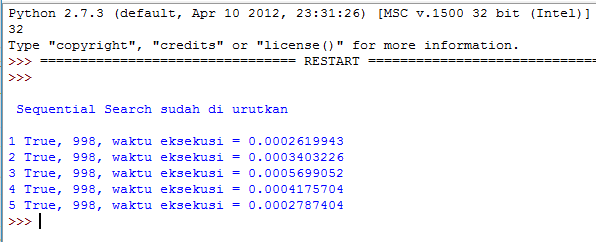 Python 2.7.3 (default, Apr 10 2012, 23:31:26) [MSC v.1500 32 bit (Intel)]
32
Type "copyright", "credits" or "license()" for more information.
>>> ================================ RESTART =============================
>>>
Sequential Search sudah di urutkan
1 True, 998, waktu eksekusi = 0.0002619943
2 True, 998, waktu eksekusi = 0.0003403226
3 True, 998, waktu eksekusi = 0.0005699052
4 True, 998, waktu eksekusi = 0.0004175704
5 True, 998, waktu eksekusi = 0.0002787404
>>>